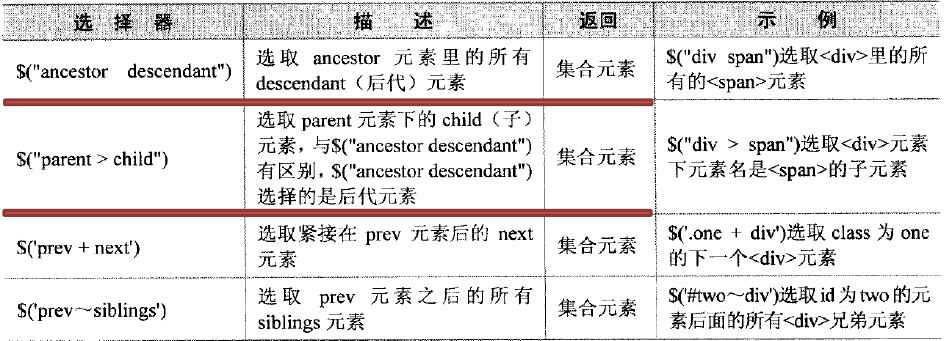 选 择 器
描 述
返回
示 例
$("ancestor descendant")
选取 ancestor 元素里的所有
descendant（后代）元素
集合元素
$("div span")选取<div>里的所
有的<span>元素
$("parent > child")
选取 parent 元素下的 child（子）
元素，与$("ancestor descendant")
有区别，$("ancestor descendant")
选择的是后代元素
集合元素
$("div > span")选取<div>元素
下元素名是<span>的子元素
$('prev + next')
选取紧接在 prev 元素后的 next
元素
集合元素
$('.one + div')选取 class 为 one
的下一个<div>元素
$('prev～siblings')
选取 prev 元素之后的所有
siblings 元素
集合元素
$('#two～div')选取 id 为 two 的元
素后面的所有<div>兄弟元素